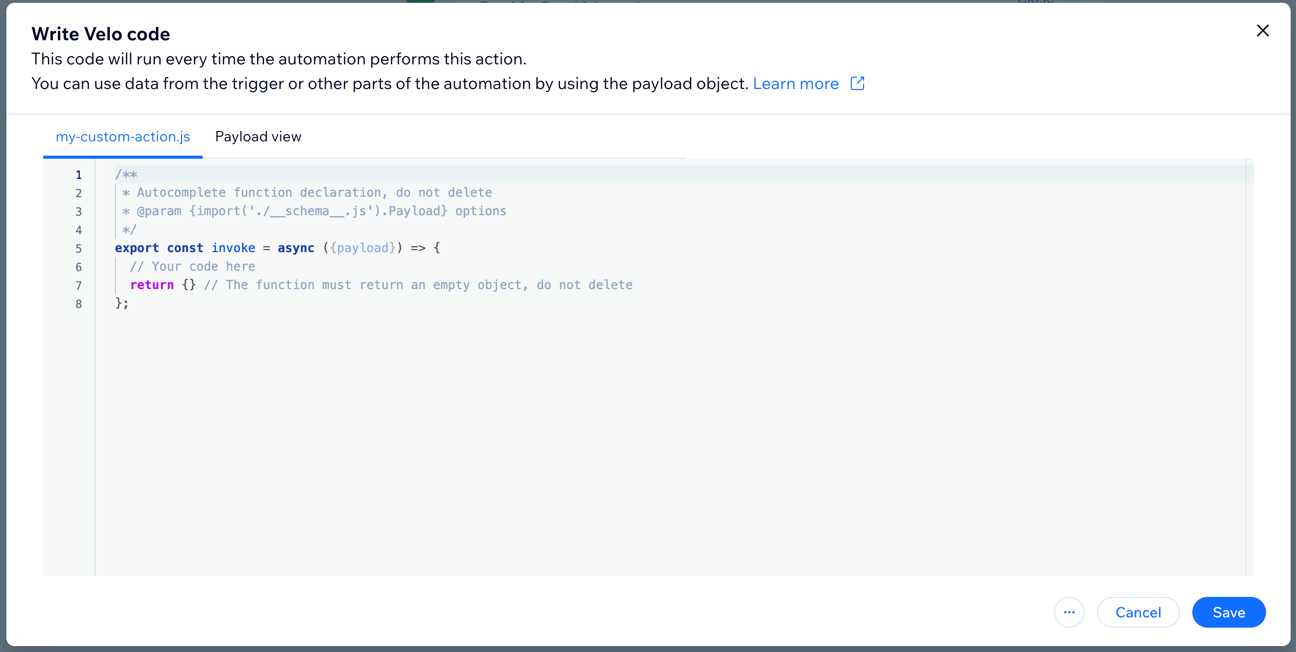 Write Velo code
This code will run every time the automation performs this action.
You can use data from the trigger or other parts of the automation by using the payload object. Learn more
my-custom-action.js
Payload view
1 /**
2 * Autocomplete function declaration, do not delete
3 * @param {import('./__schema__.js').Payload} options
4 */
5 export const invoke = async ({payload}) => {
6 // Your code here
7 return {} // The function must return an empty object, do not delete
8 };
...
Cancel
Save